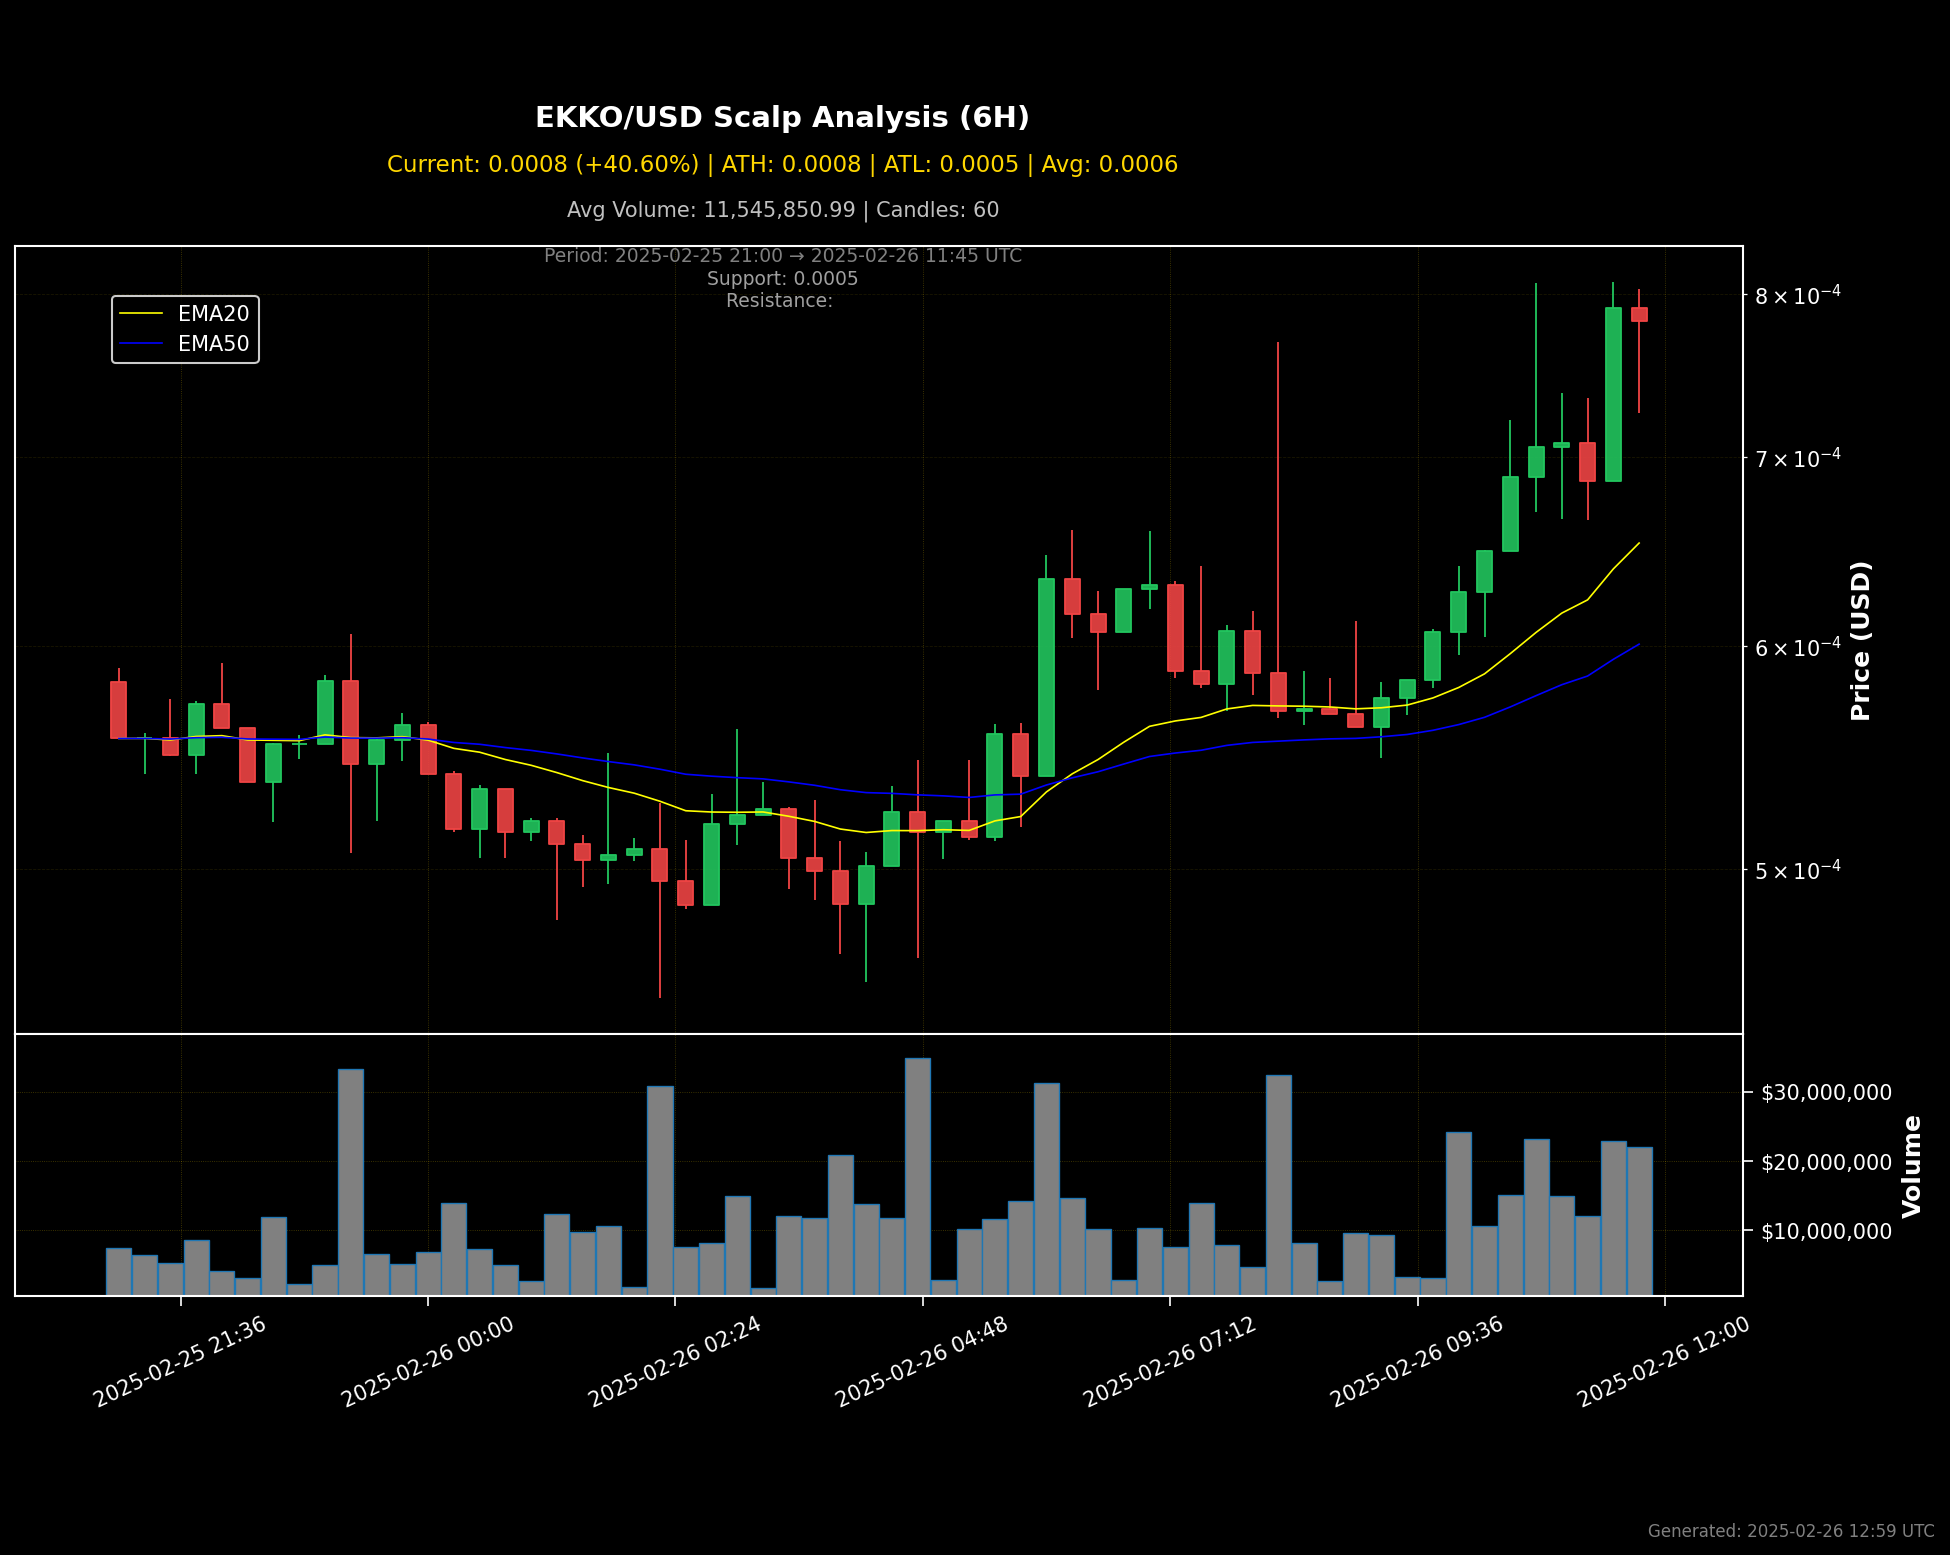 EKKO/USD Scalp Analysis (6H)
Current: 0.0008 (+40.60%) | ATH: 0.0008 | ATL: 0.0005 | Avg: 0.0006
Avg Volume: 11,545,850.99 | Candles: 60
Period: 2025-02-25 21:00 → 2025-02-26 11:45 UTC
Support: 0.0005
Resistance:
EMA20
EMA50
8 × 10⁻⁴
7 × 10⁻⁴
6 × 10⁻⁴
5 × 10⁻⁴
Price (USD)
$30,000,000
$20,000,000
$10,000,000
Volume
2025-02-25 21:36
2025-02-26 00:00
2025-02-26 02:24
2025-02-26 04:48
2025-02-26 07:12
2025-02-26 09:36
2025-02-26 12:00
Generated: 2025-02-26 12:59 UTC